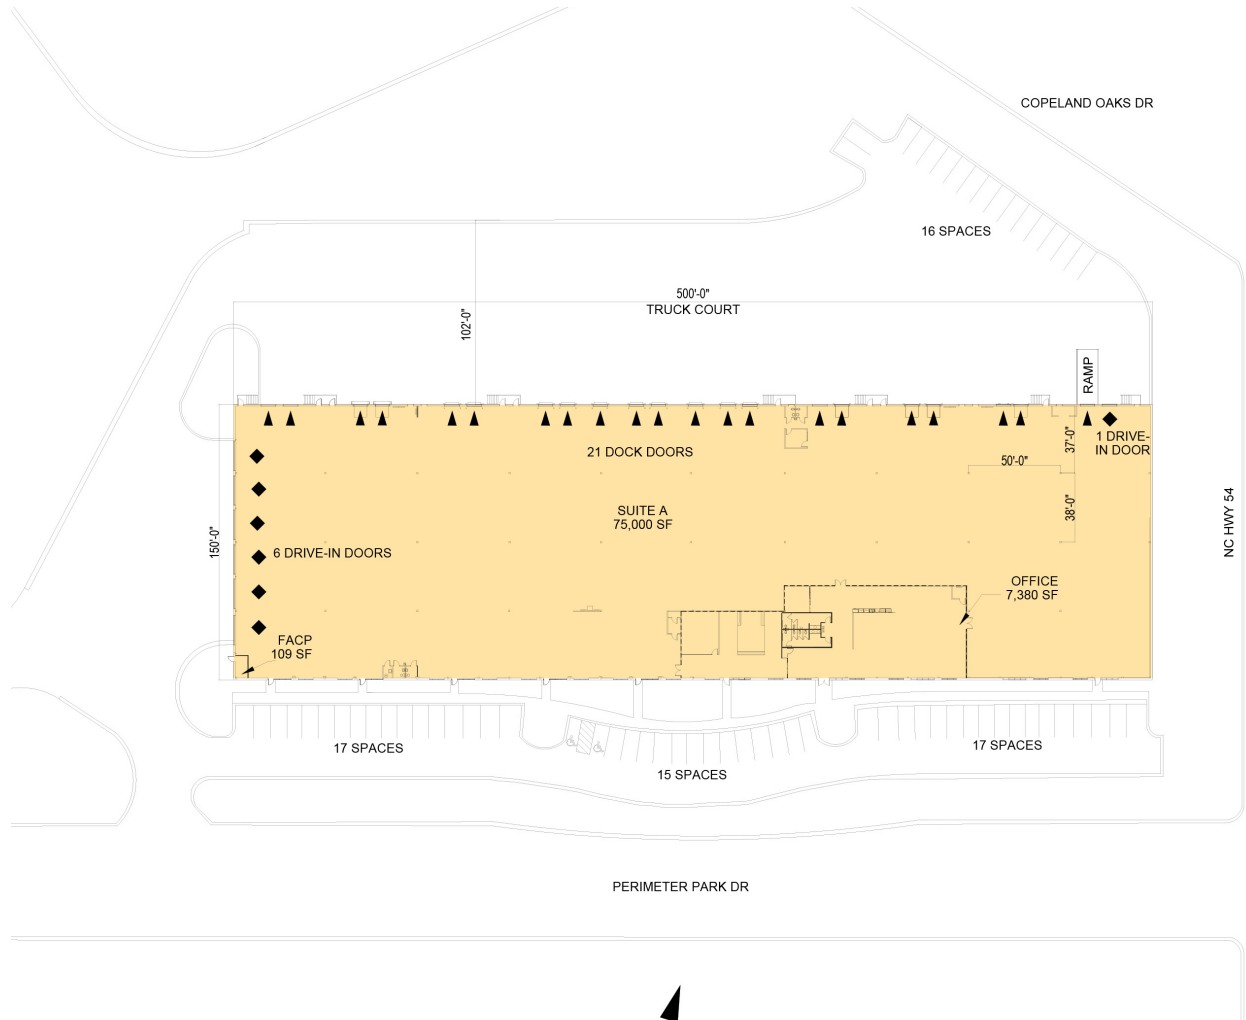 COPELAND OAKS DR
16 SPACES
500'-0"
TRUCK COURT
102'-0"
RAMP
1 DRIVE-
IN DOOR
37'-0"
21 DOCK DOORS
50'-0"
38'-0"
SUITE A
75,000 SF
NC HWY 54
150'-0"
6 DRIVE-IN DOORS
OFFICE
7,380 SF
FACP
109 SF
17 SPACES
15 SPACES
17 SPACES
PERIMETER PARK DR